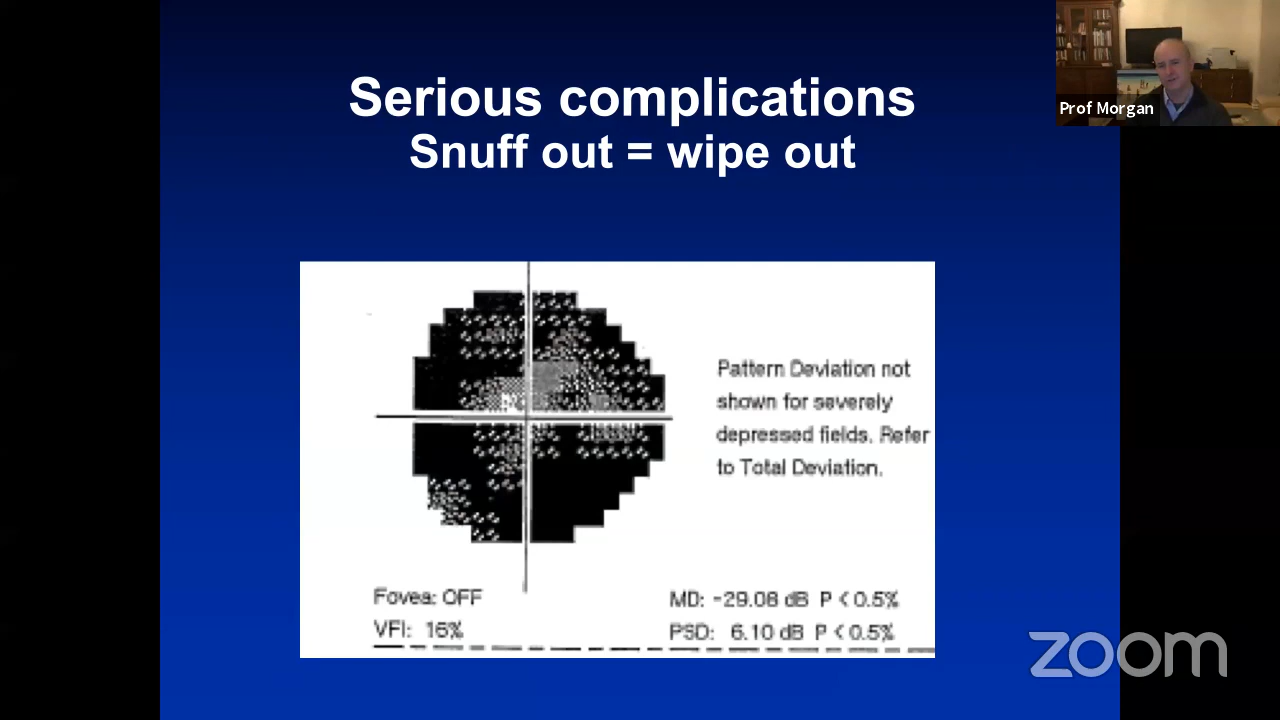 Serious complications
Snuff out = wipe out
Prof Morgan
Pattern Deviation not
shown for severely
depressed fields. Refer
to Total Deviation.
Fovea: OFF
VFI: 16%
MD: -29.08 dB P < 0.5%
PSD: 6.10 dB P < 0.5%
zoom